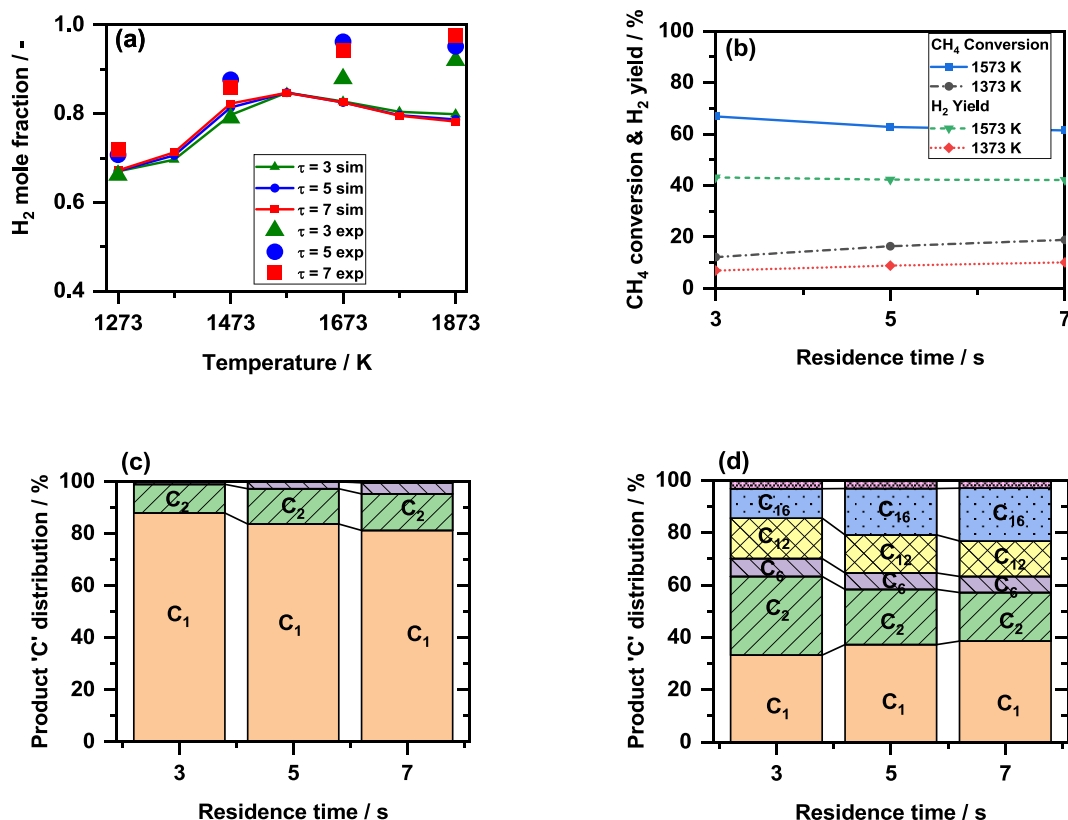 (a)
H₂ mole fraction / -
1.0
0.8
0.6
0.4
τ = 3 sim
τ = 5 sim
τ = 7 sim
τ = 3 exp
τ = 5 exp
τ = 7 exp
1273 1473 1673 1873
Temperature / K
(b)
CH₄ conversion & H₂ yield / %
100
80
60
40
20
0
CH₄ Conversion
1573 K
1373 K
H₂ Yield
1573 K
1373 K
3 5 7
Residence time / s
(c)
Product 'C' distribution / %
100
80
60
40
20
0
C₂ C₂ C₂
C₁ C₁ C₁
3 5 7
Residence time / s
(d)
Product 'C' distribution / %
100
80
60
40
20
0
C₁₆ C₁₆ C₁₆
C₁₂ C₁₂ C₁₂
C₆ C₆ C₆
C₂ C₂ C₂
C₁ C₁ C₁
3 5 7
Residence time / s